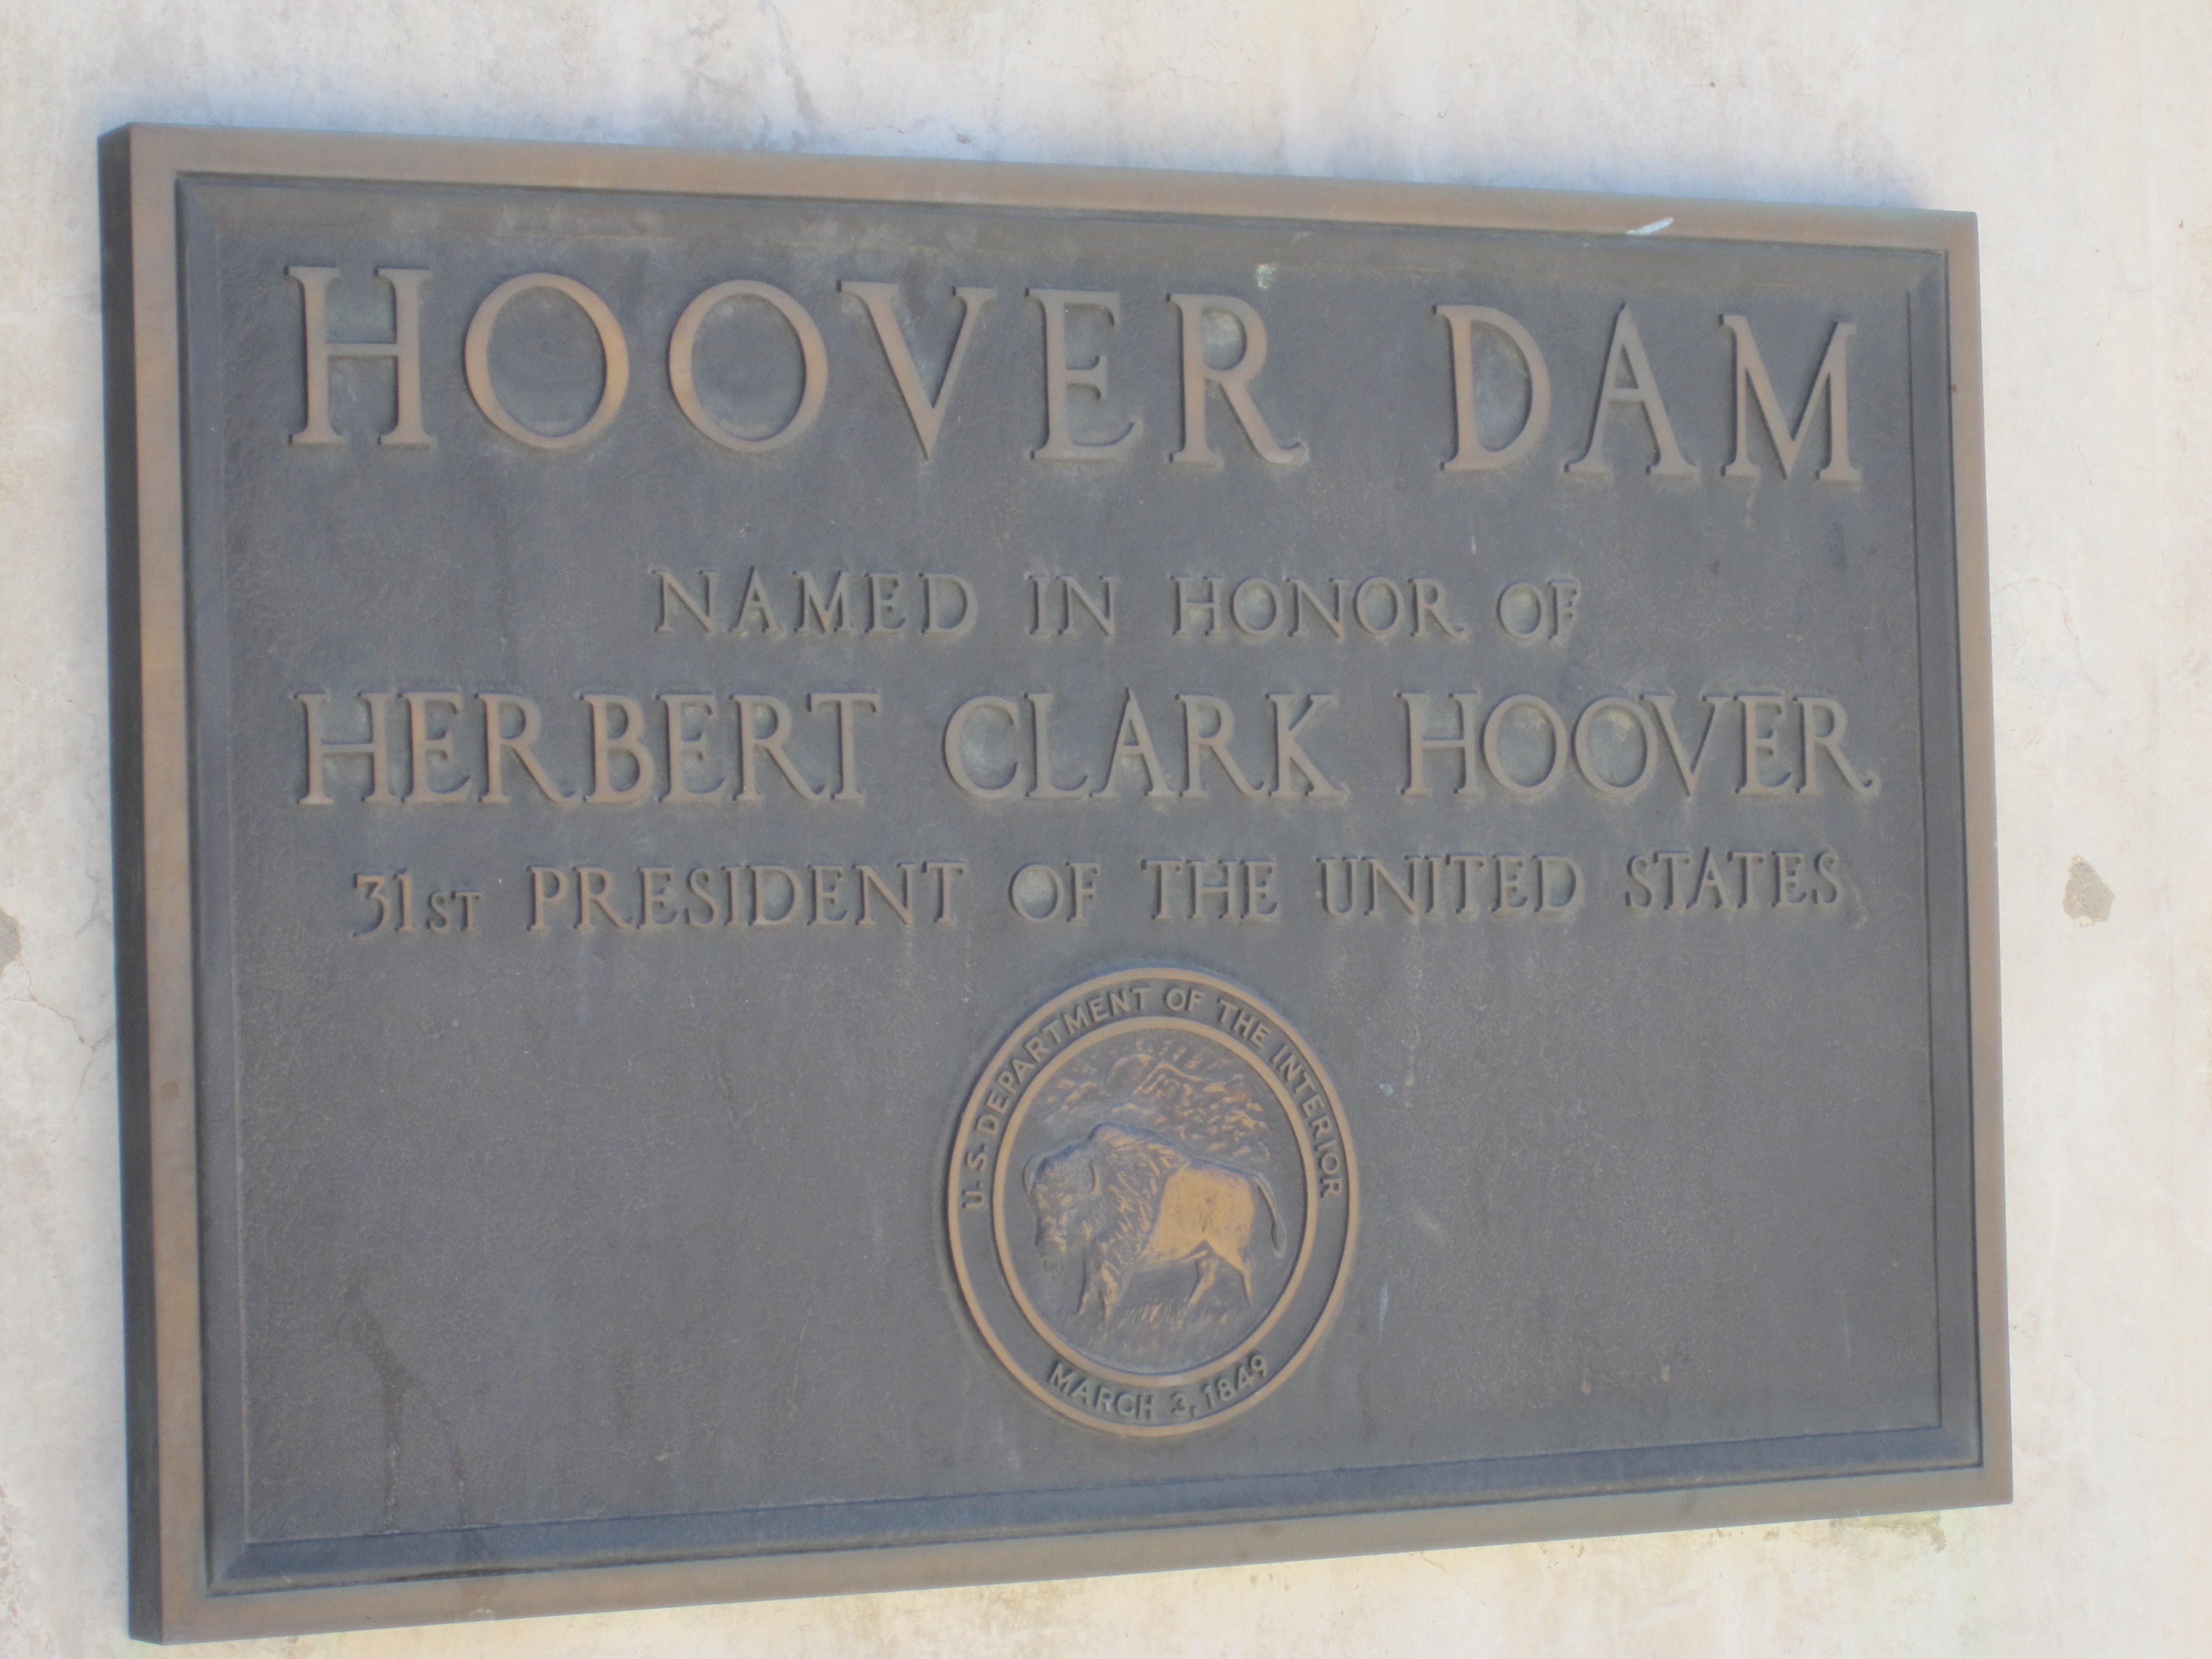 HOOVER DAM
NAMED IN HONOR OF
HERBERT CLARK HOOVER
31ST PRESIDENT OF THE UNITED STATES
U.S. DEPARTMENT OF THE INTERIOR
MARCH 3, 1849